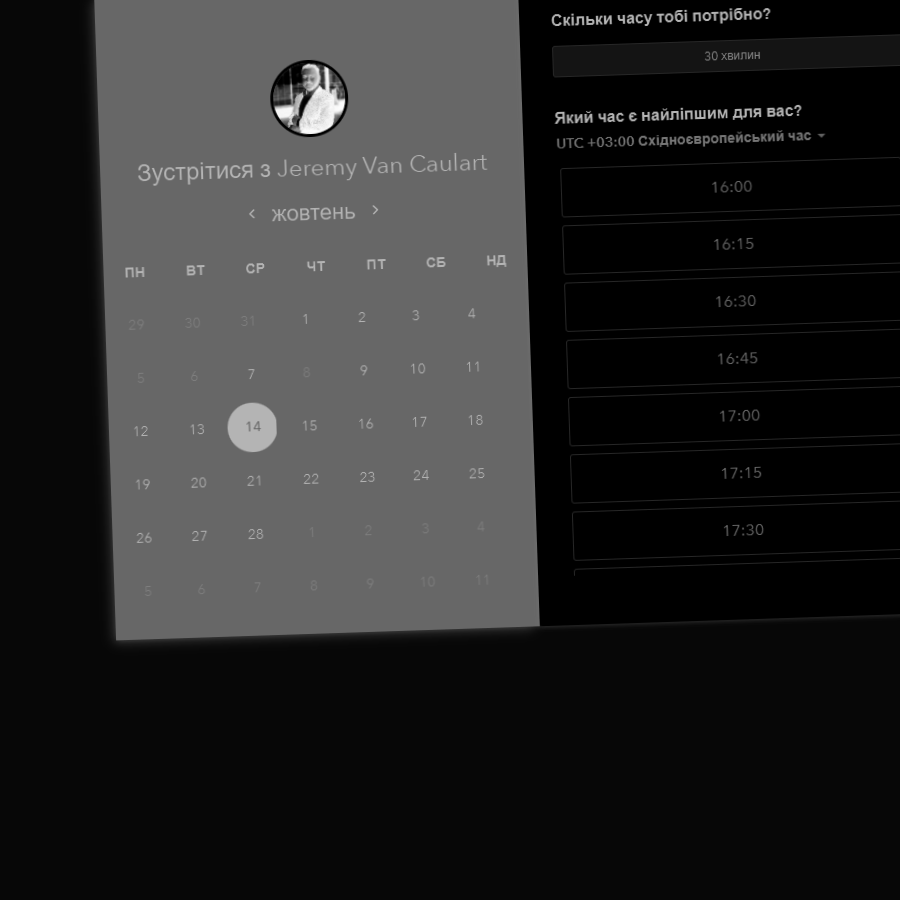 Зустрітися з Jeremy Van Caulart
‹ жовтень ›
ПН ВТ СР ЧТ ПТ СБ НД
29 30 31 1 2 3 4
5 6 7 8 9 10 11
12 13 14 15 16 17 18
19 20 21 22 23 24 25
26 27 28 1 2 3 4
5 6 7 8 9 10 11
Скільки часу тобі потрібно?
30 хвилин
Який час є найліпшим для вас?
UTC +03:00 Східноєвропейський час
16:00
16:15
16:30
16:45
17:00
17:15
17:30